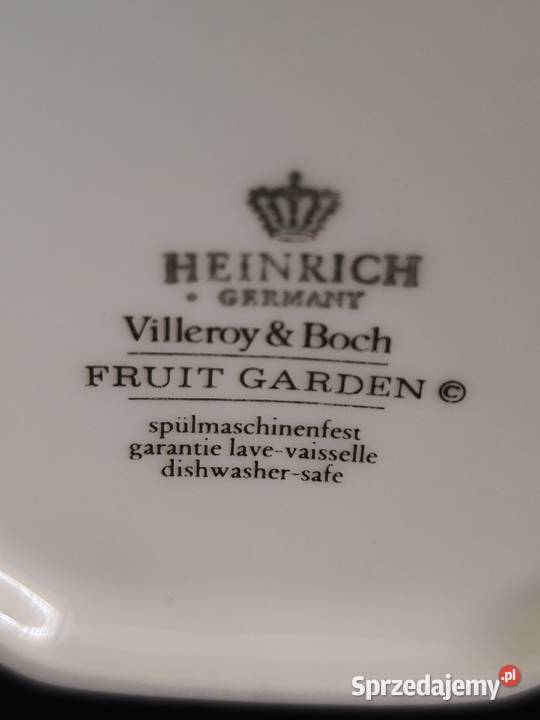 HEINRICH
• GERMANY
Villeroy & Boch
FRUIT GARDEN ©
spülmaschinenfest
garantie lave-vaisselle
dishwasher-safe
Sprzedajemy.pl